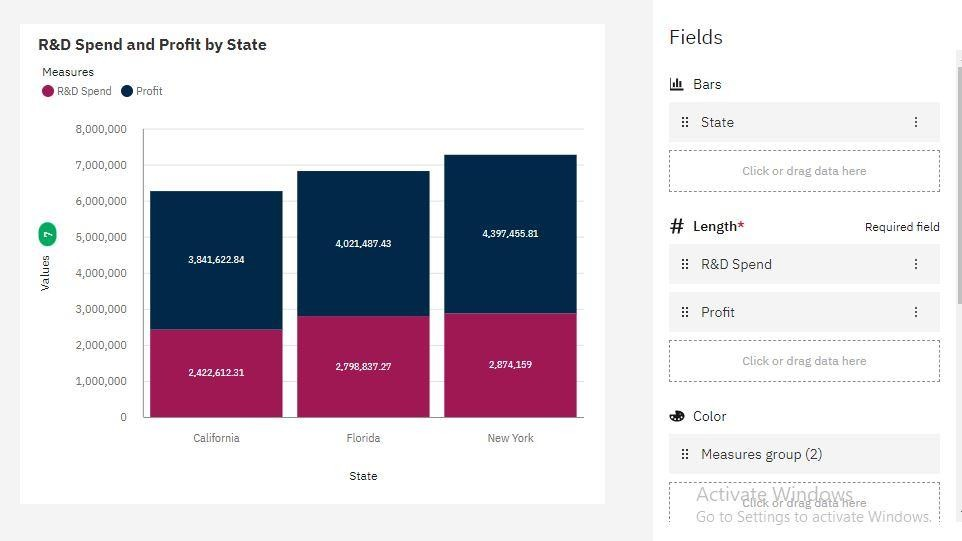 R&D Spend and Profit by State
Measures
R&D Spend Profit
8,000,000
7,000,000
6,000,000
5,000,000
4,000,000
3,000,000
2,000,000
1,000,000
0
Values
3,841,622.84
4,021,487.43
4,397,455.81
2,422,612.31
2,798,837.27
2,874,159
California Florida New York
State
Fields
Bars
State
Click or drag data here
Length* Required field
R&D Spend
Profit
Click or drag data here
Color
Measures group (2)
Activate Windows
Click or drag data here
Go to Settings to activate Windows.